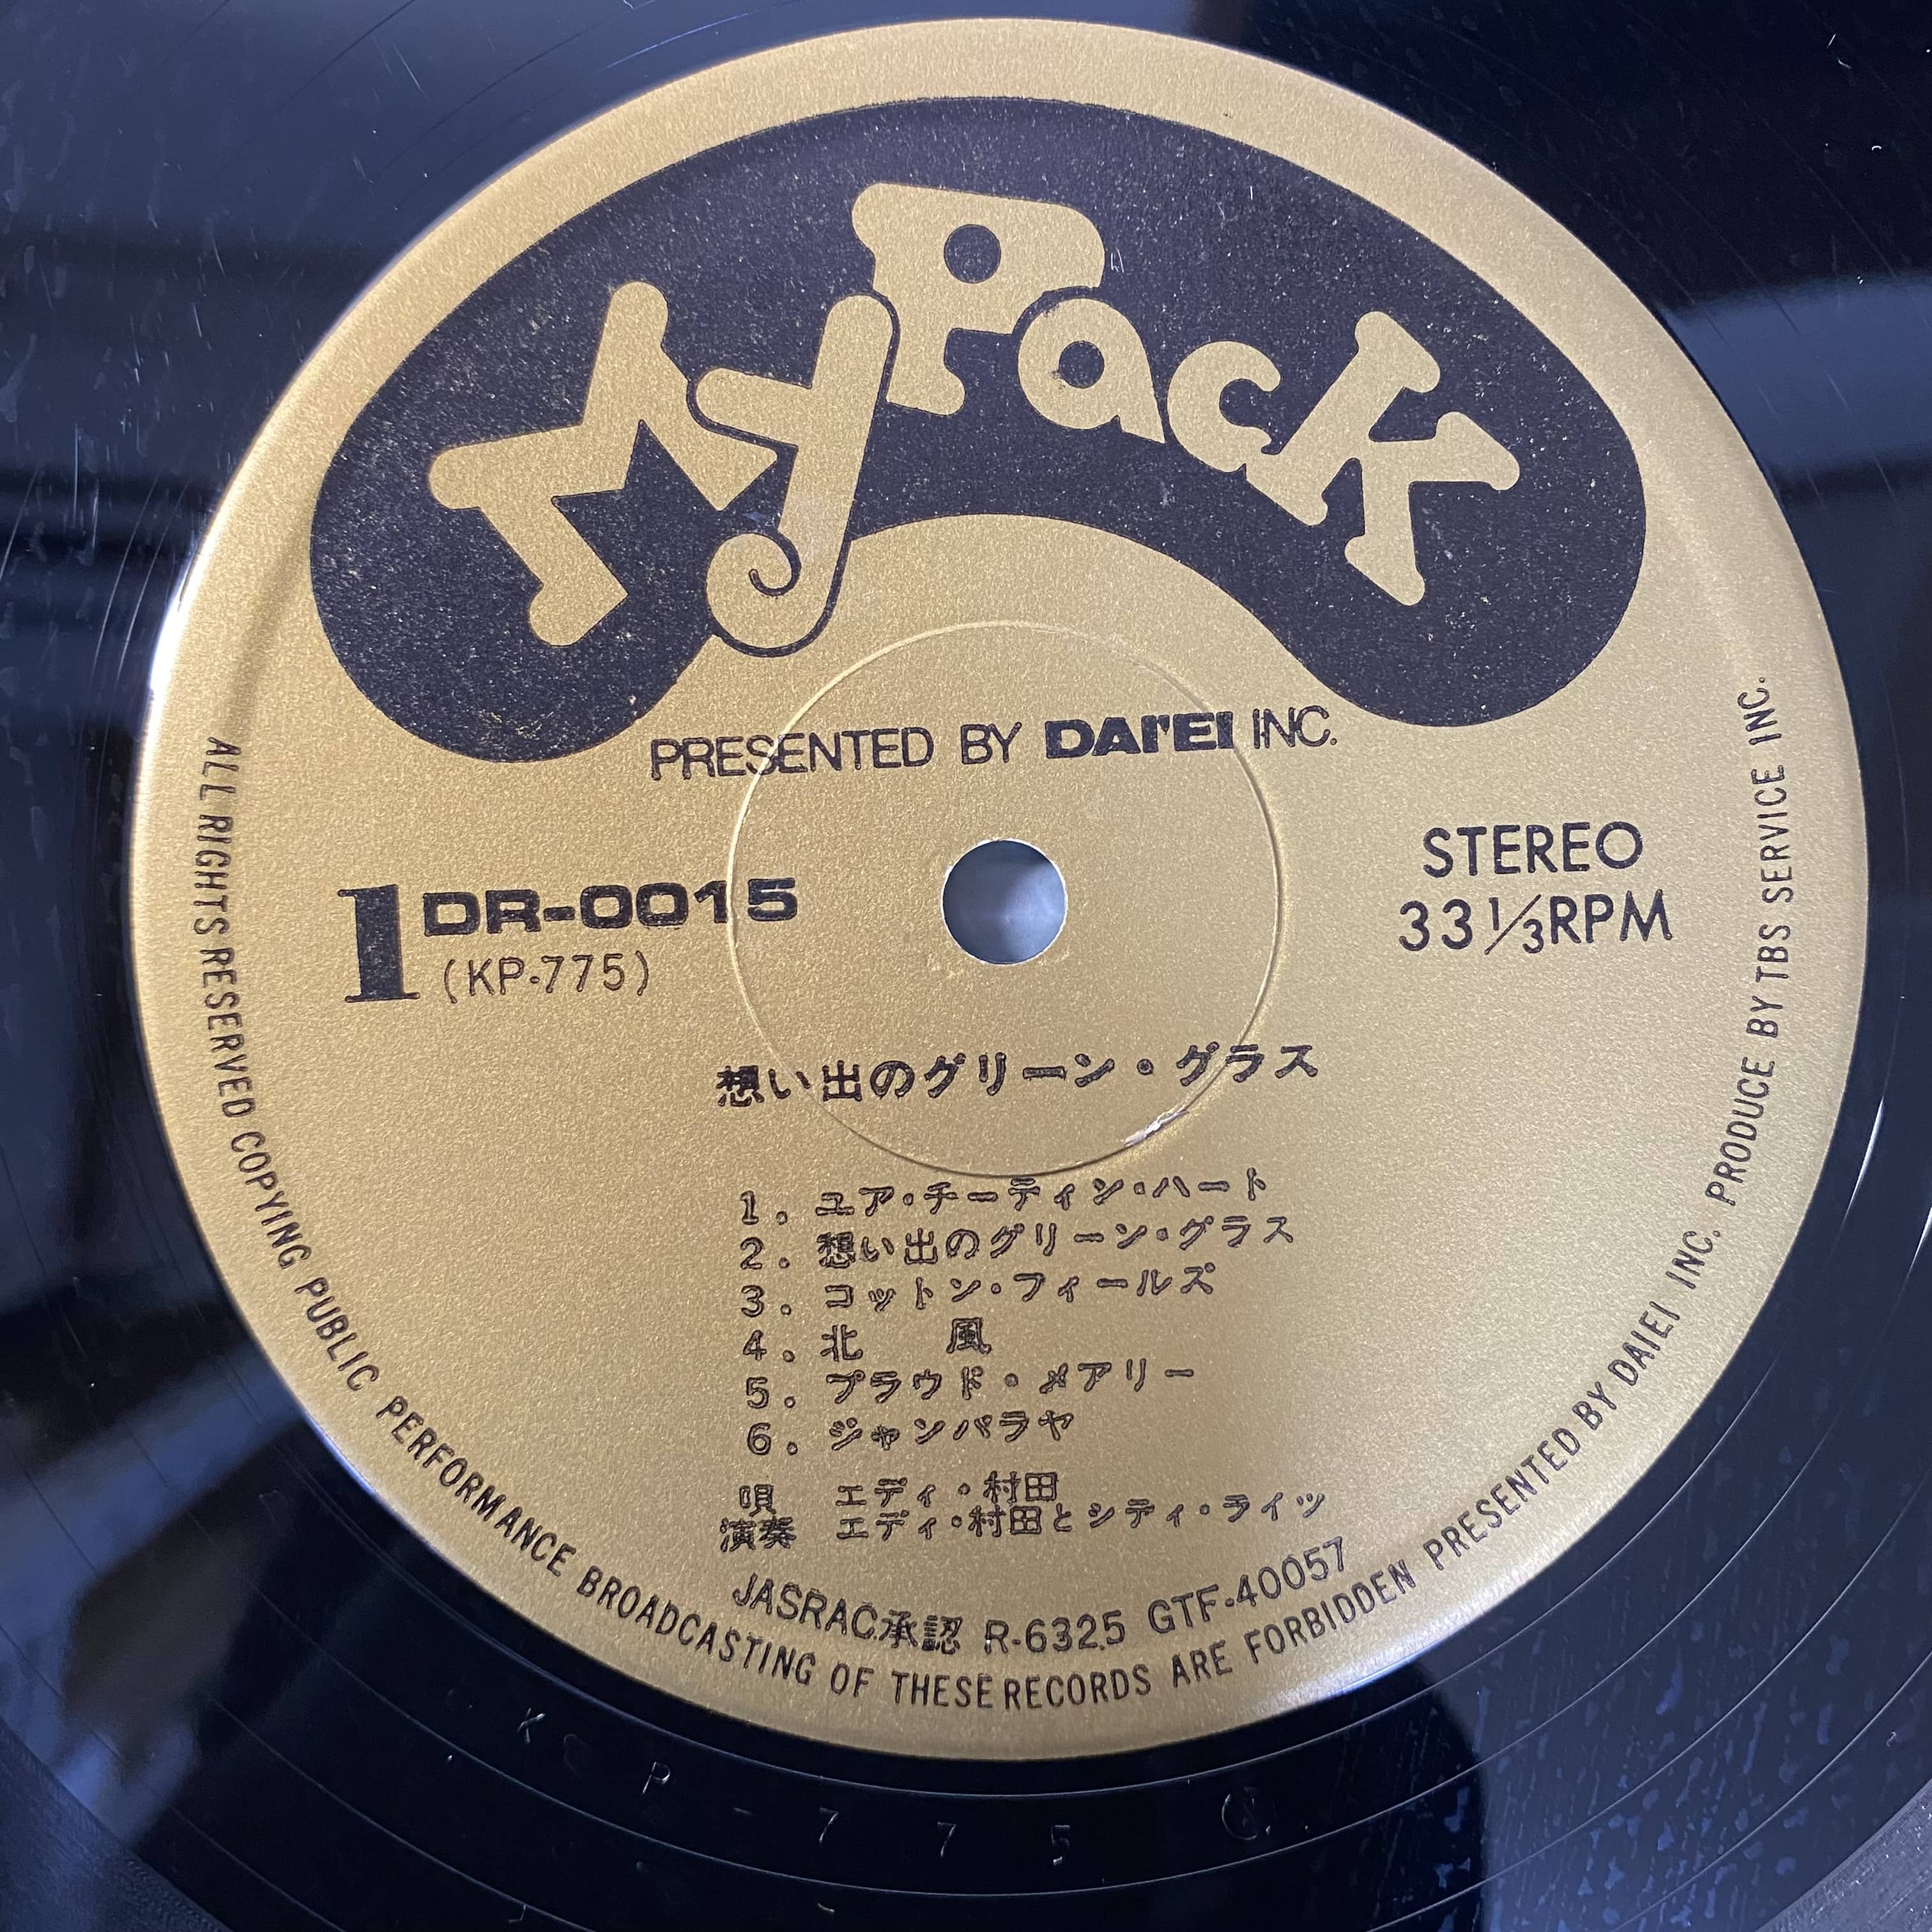 MyPack
PRESENTED BY DAI'EI INC.
1 DR-0015
(KP-775)
STEREO
33 1/3 RPM
想い出のグリーン・グラス
1. ユア・チーティン・ハート
2. 想い出のグリーン・グラス
3. コットン・フィールズ
4. 北 風
5. プラウド・メアリー
6. ジャンバラヤ
唄 エディ・村田
演奏 エディ・村田とシティ・ライツ
JASRAC承認 R-6325 GTF-40057
ALL RIGHTS RESERVED COPYING PUBLIC PERFORMANCE BROADCASTING OF THESE RECORDS ARE FORBIDDEN PRESENTED BY DAIEI INC. PRODUCE BY TBS SERVICE INC.
KP-775